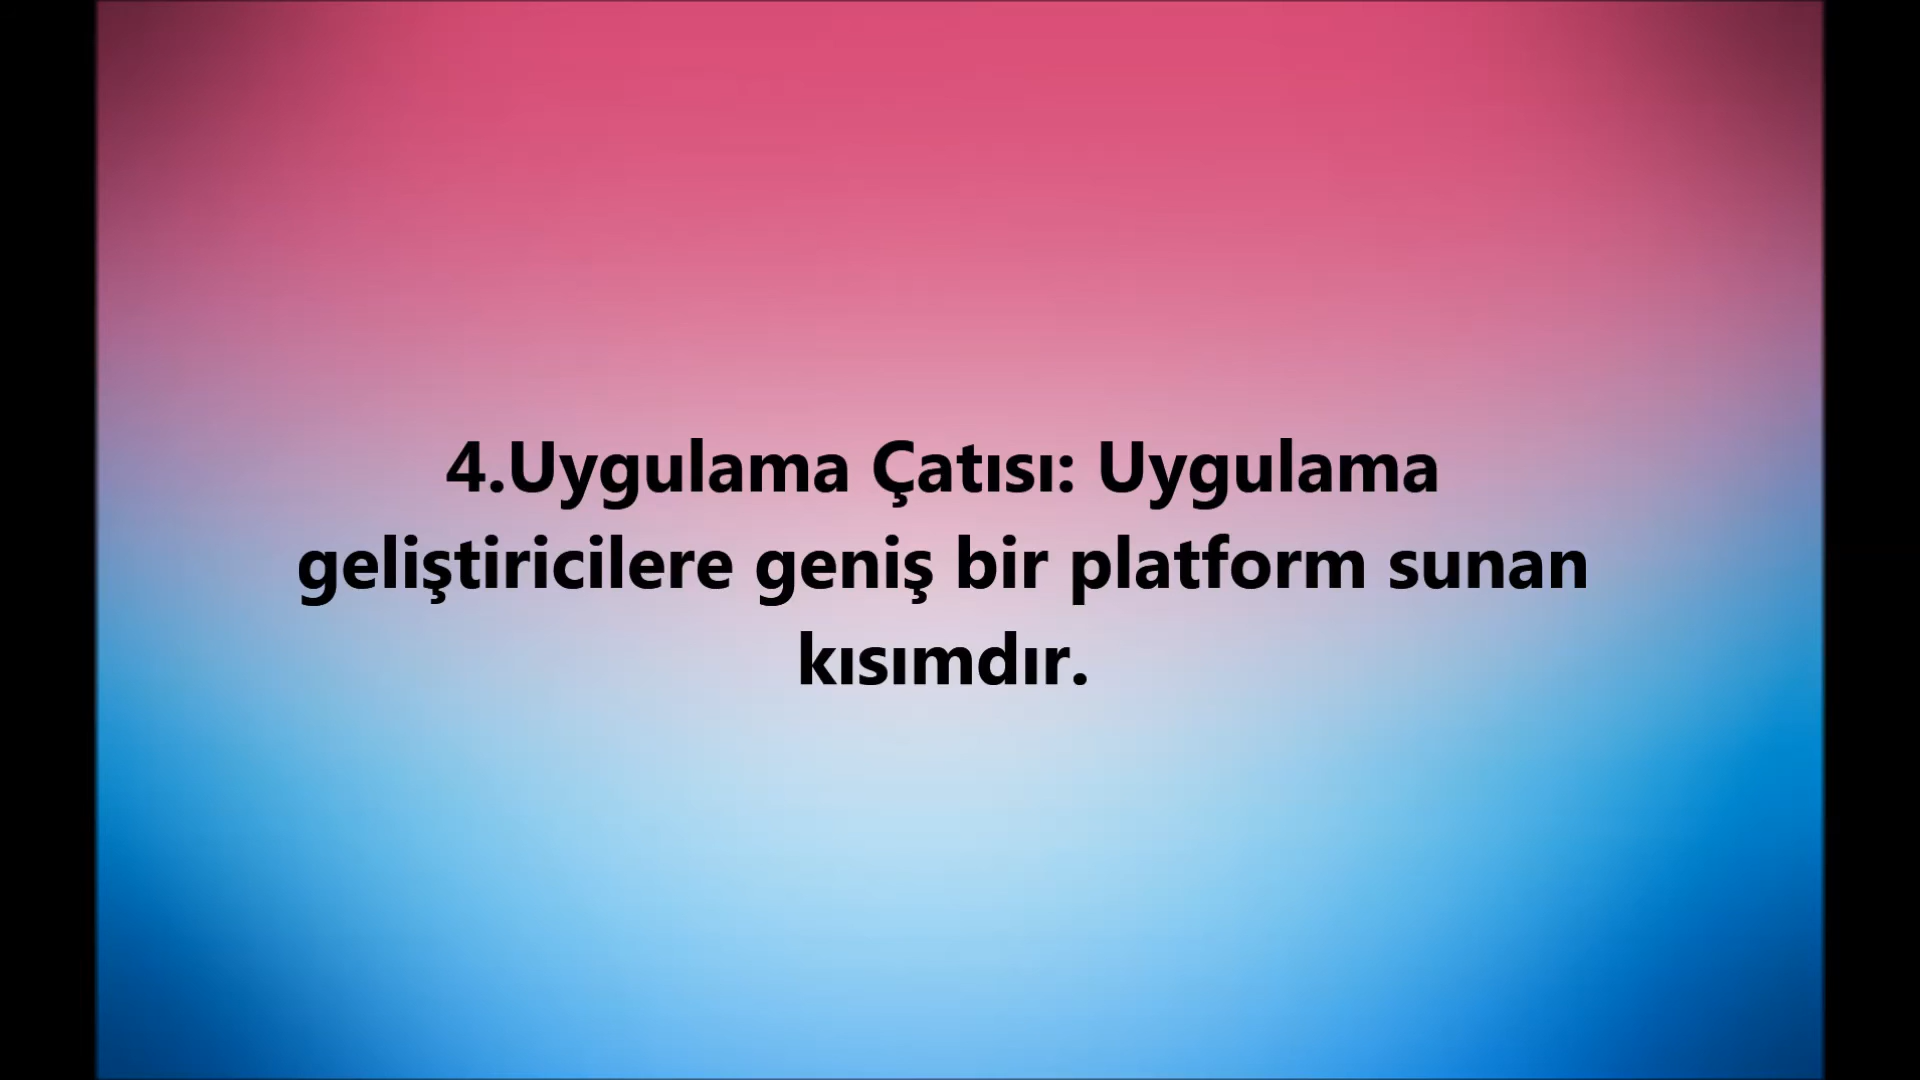 4.Uygulama Çatısı: Uygulama
geliştiricilere geniş bir platform sunan
kısımdır.